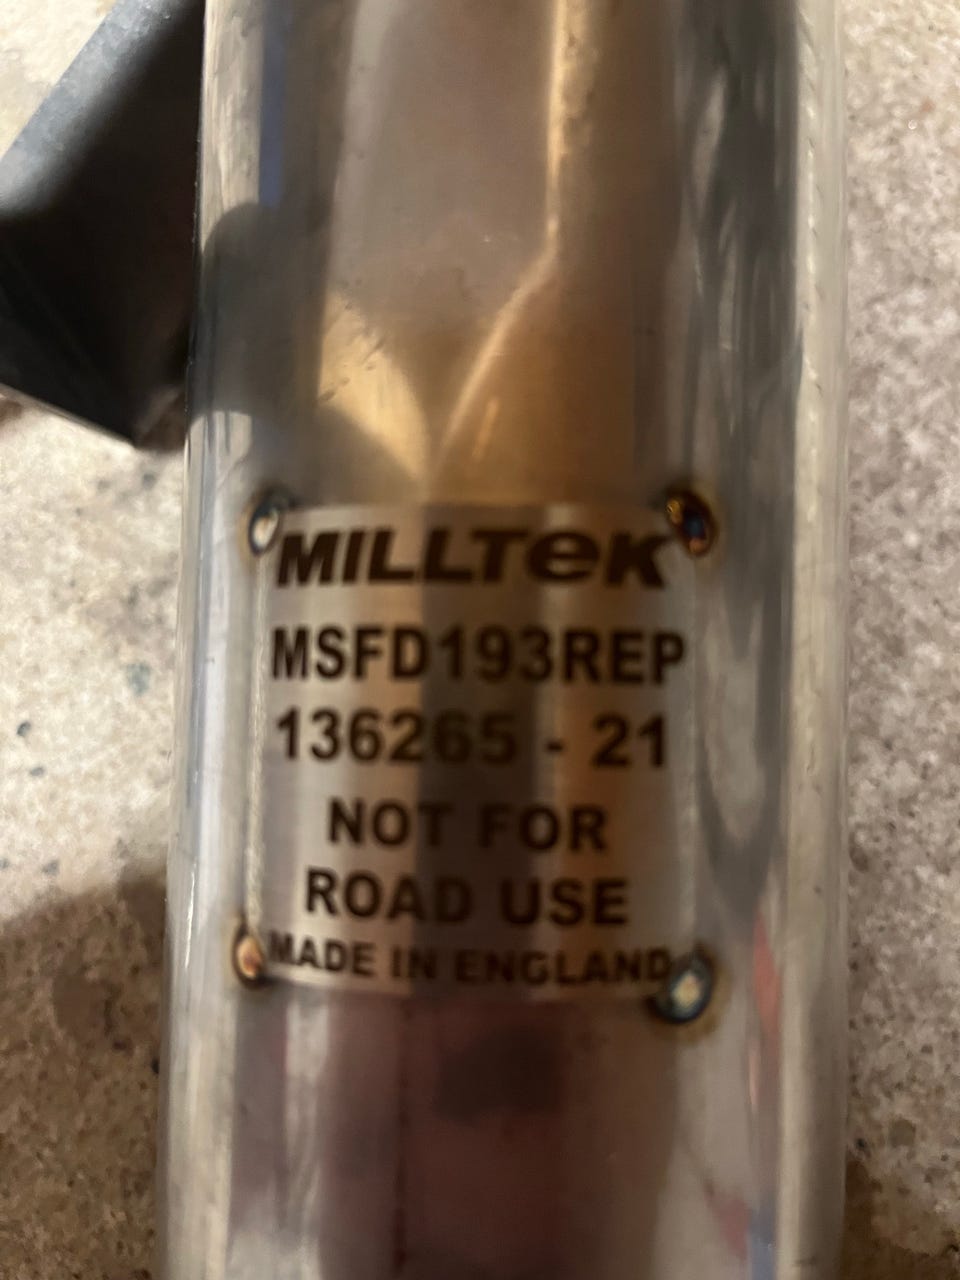 MILLTeK
MSFD193REP
136265 - 21
NOT FOR
ROAD USE
MADE IN ENGLAND